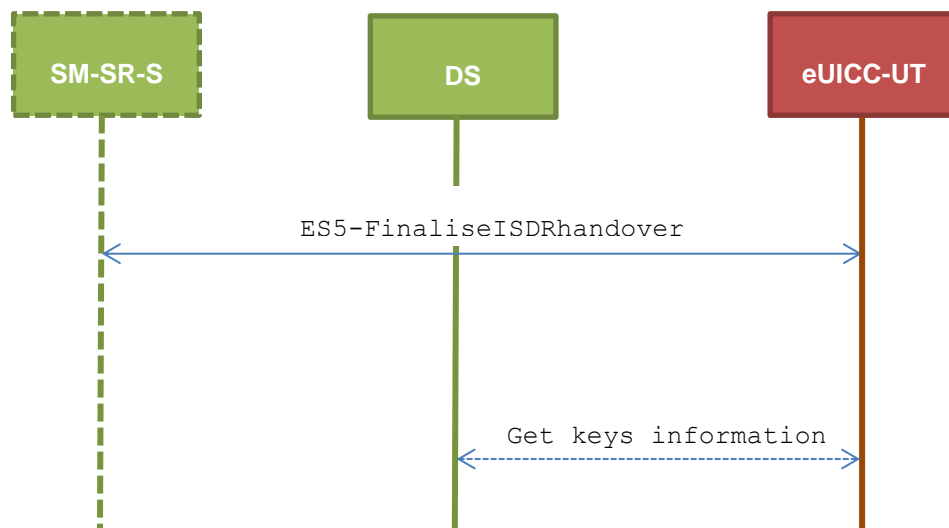 SM-SR-S
DS
eUICC-UT
ES5-FinaliseISDRhandover
Get keys information